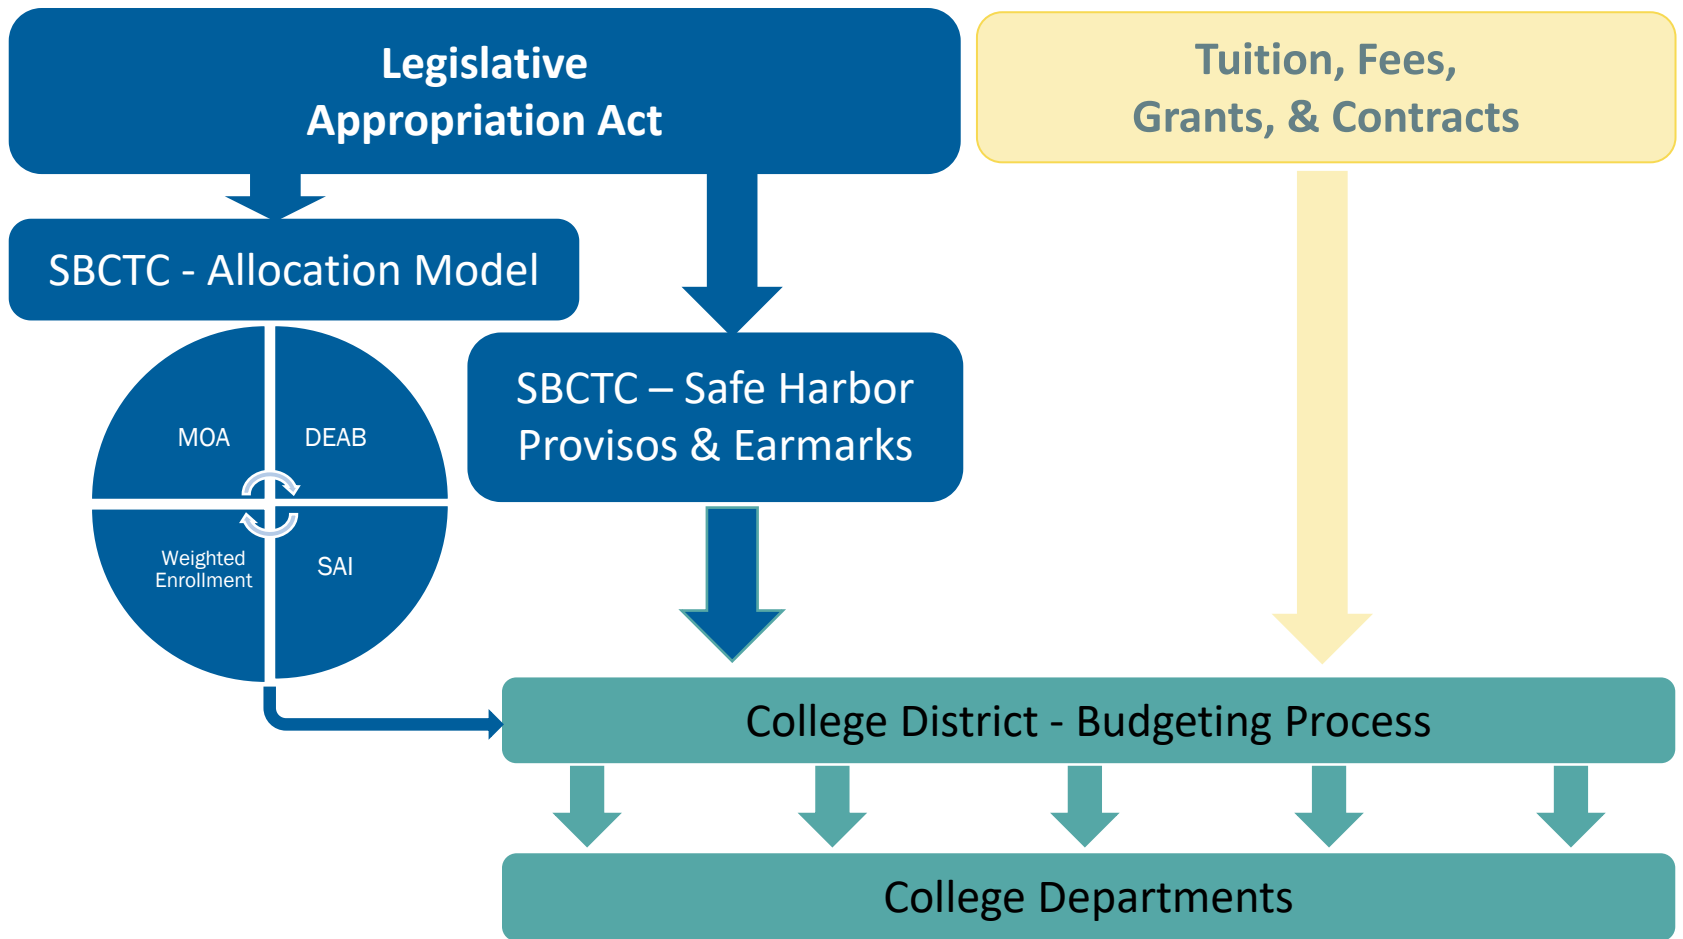 Legislative
Appropriation Act
Tuition, Fees,
Grants, & Contracts
SBCTC - Allocation Model
MOA
DEAB
Weighted
Enrollment
SAI
SBCTC – Safe Harbor
Provisos & Earmarks
College District - Budgeting Process
College Departments